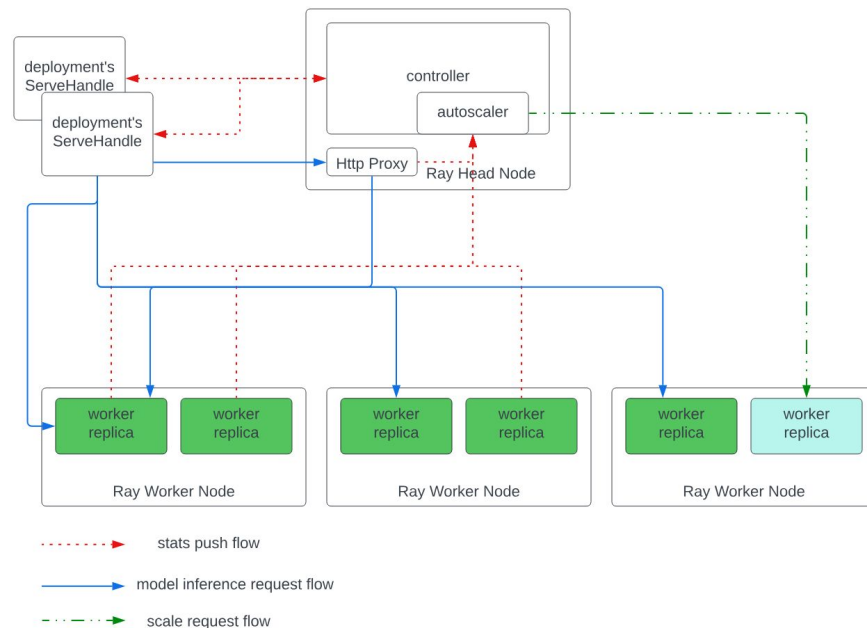 deployment's
ServeHandle
deployment's
ServeHandle
controller
autoscaler
Http Proxy
Ray Head Node
worker
replica
worker
replica
worker
replica
worker
replica
worker
replica
worker
replica
Ray Worker Node
Ray Worker Node
Ray Worker Node
stats push flow
model inference request flow
scale request flow